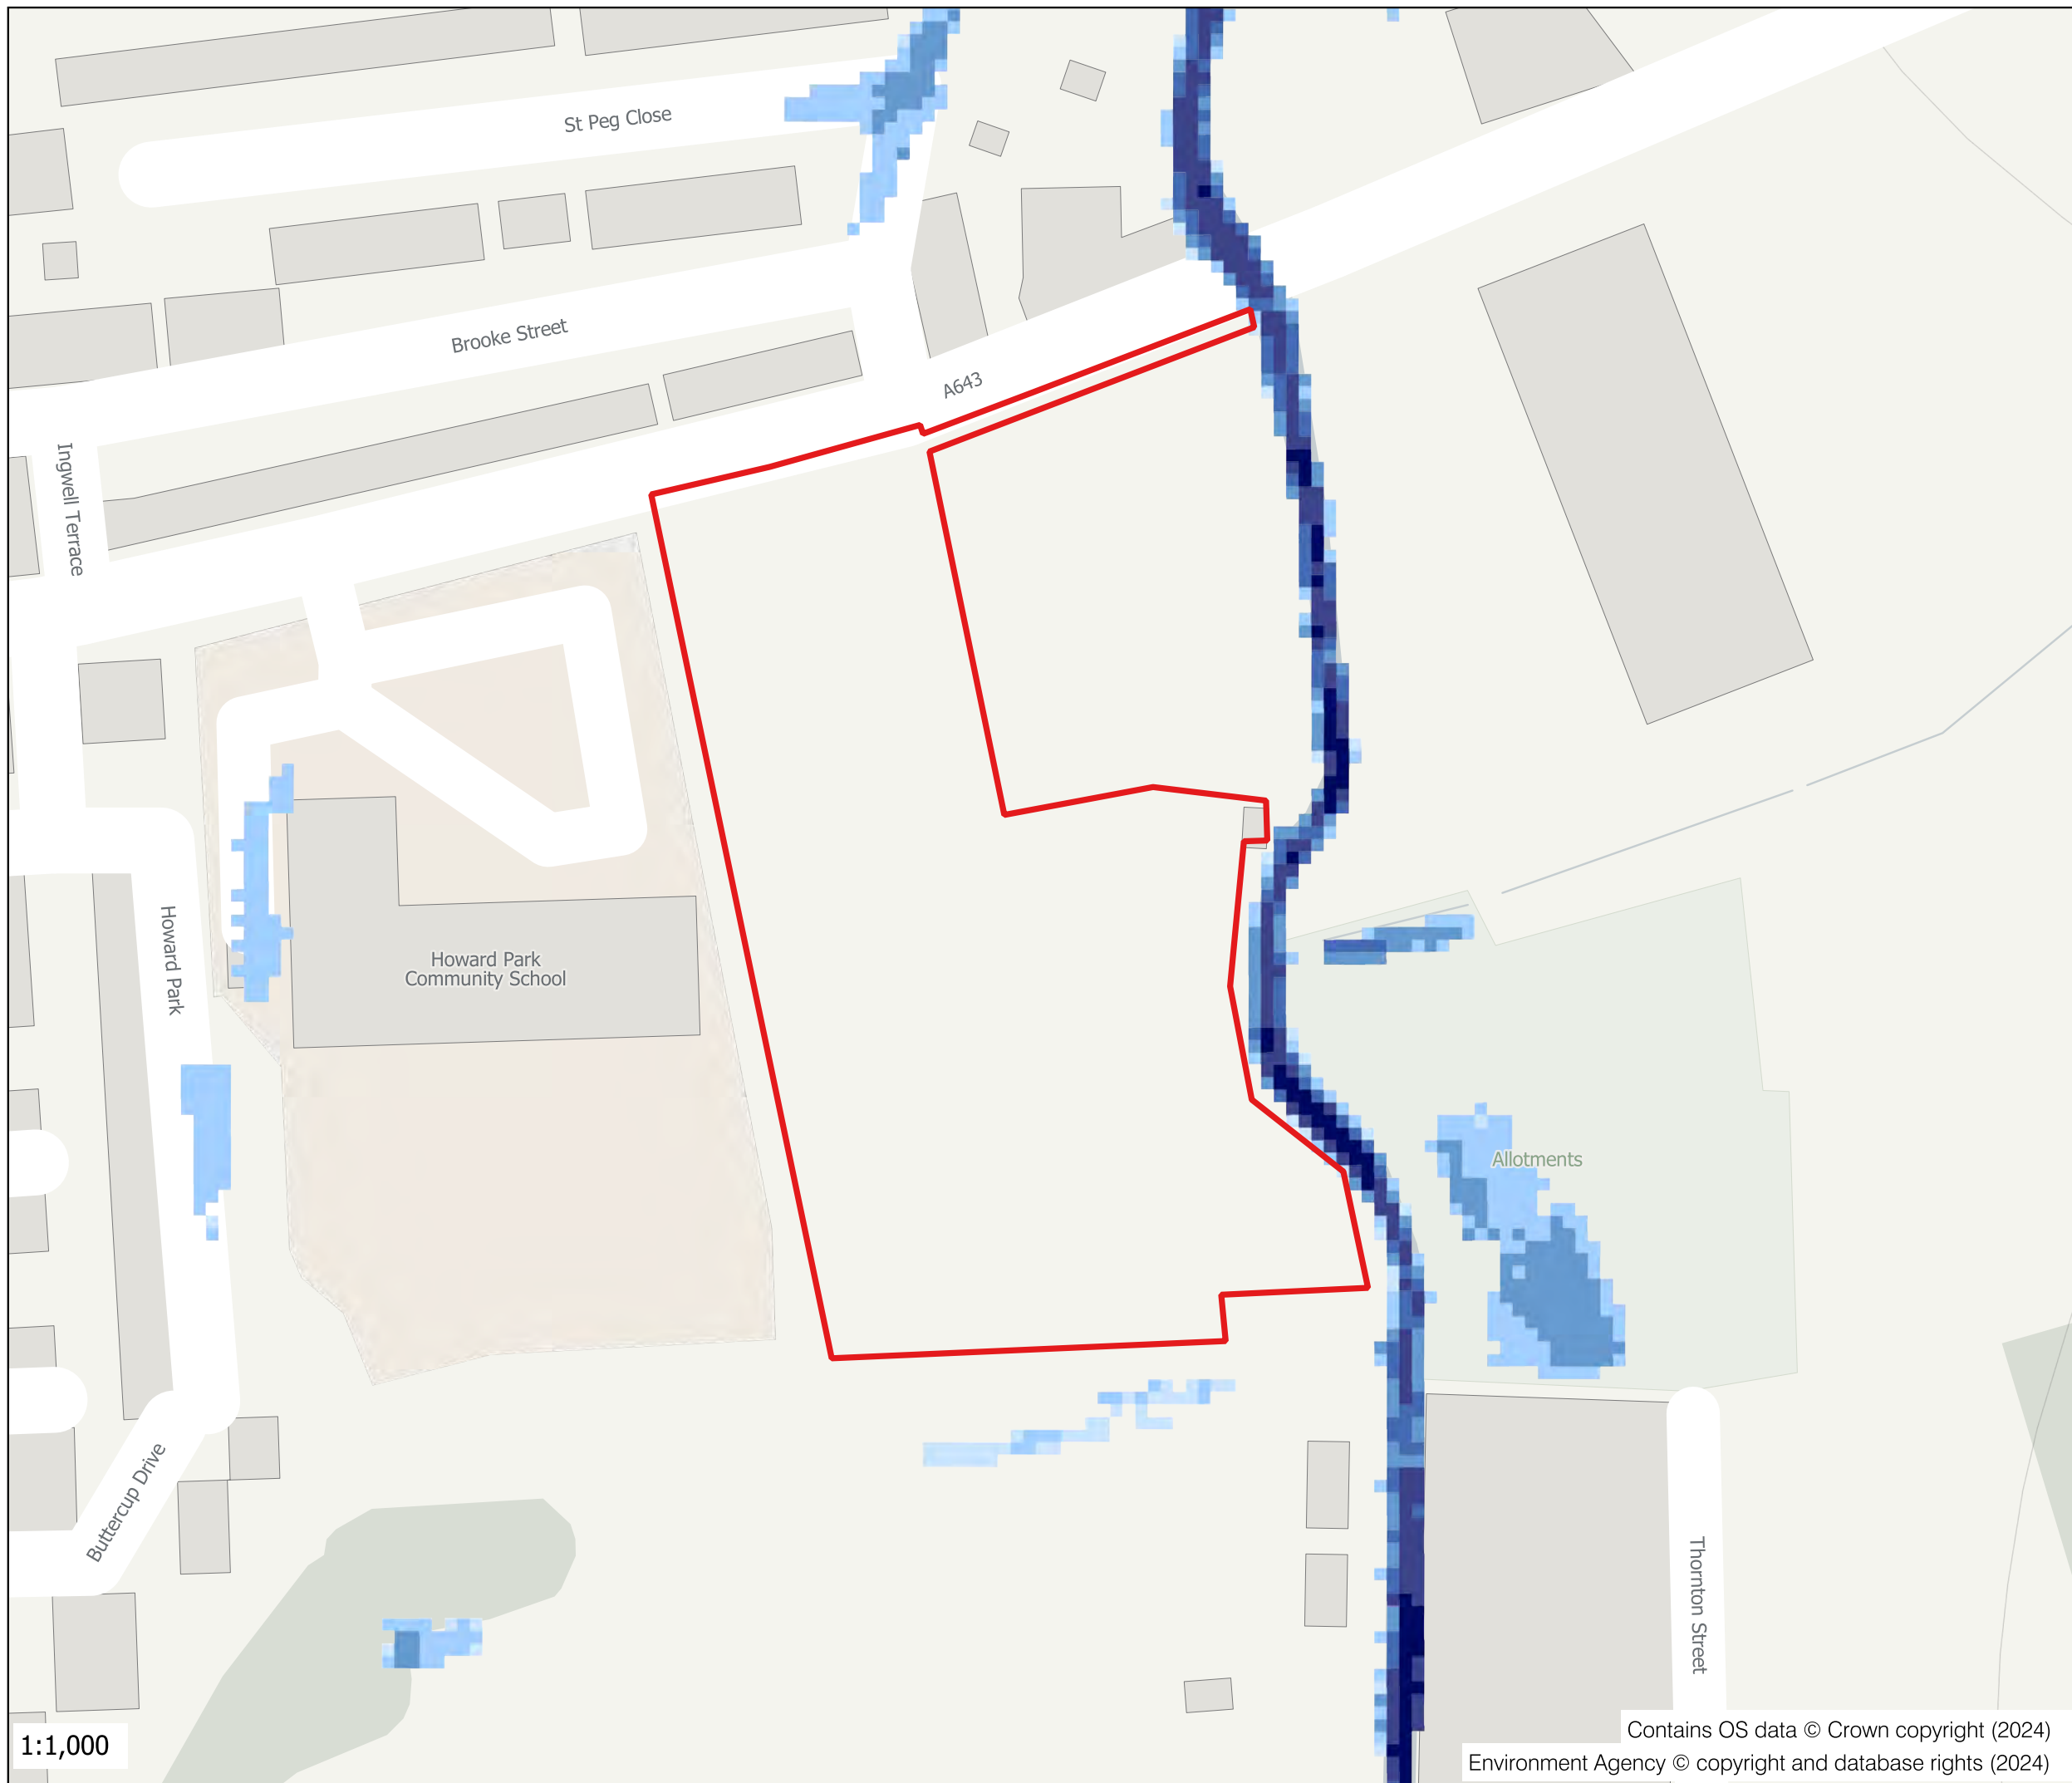 St Peg Close
Brooke Street
A643
Ingwell Terrace
Howard Park
Howard Park
Community School
Allotments
Buttercup Drive
Thornton Street
1:1,000
Contains OS data © Crown copyright (2024)
Environment Agency © copyright and database rights (2024)